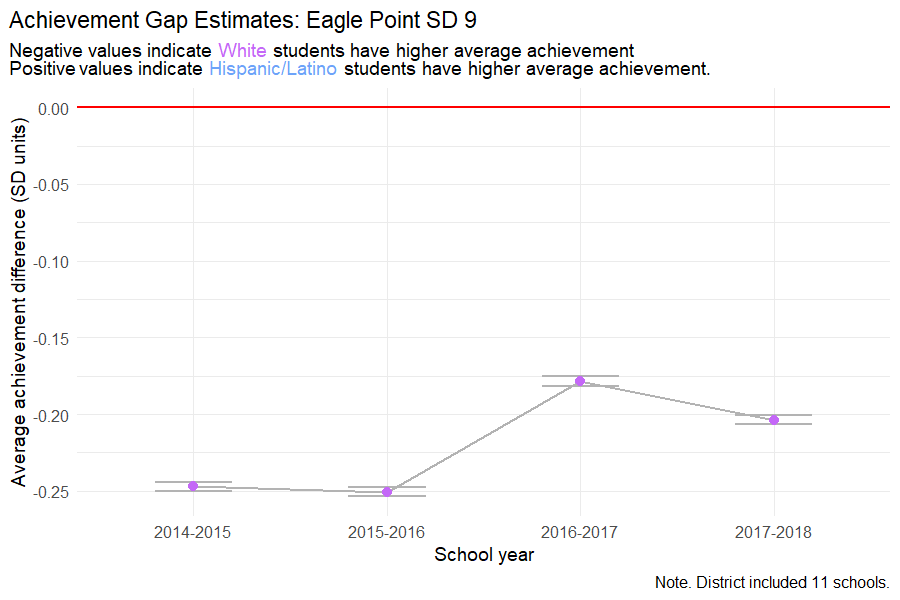 Achievement Gap Estimates: Eagle Point SD 9
Negative values indicate White students have higher average achievement
Positive values indicate Hispanic/Latino students have higher average achievement.
Average achievement difference (SD units)
0.00
-0.05
-0.10
-0.15
-0.20
-0.25
2014-2015
2015-2016
2016-2017
2017-2018
School year
Note. District included 11 schools.